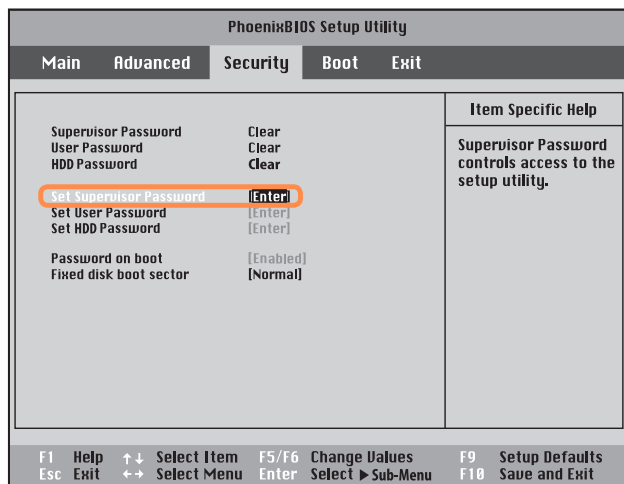 PhoenixBIOS Setup Utility
Main Advanced Security Boot Exit
Item Specific Help
Supervisor Password Clear
User Password Clear
HDD Password Clear
Set Supervisor Password [Enter]
Set User Password [Enter]
Set HDD Password [Enter]
Password on boot [Enabled]
Fixed disk boot sector [Normal]
Supervisor Password
controls access to the
setup utility.
F1 Help ↑↓ Select Item F5/F6 Change Values F9 Setup Defaults
Esc Exit ←→ Select Menu Enter Select ▶Sub-Menu F10 Save and Exit